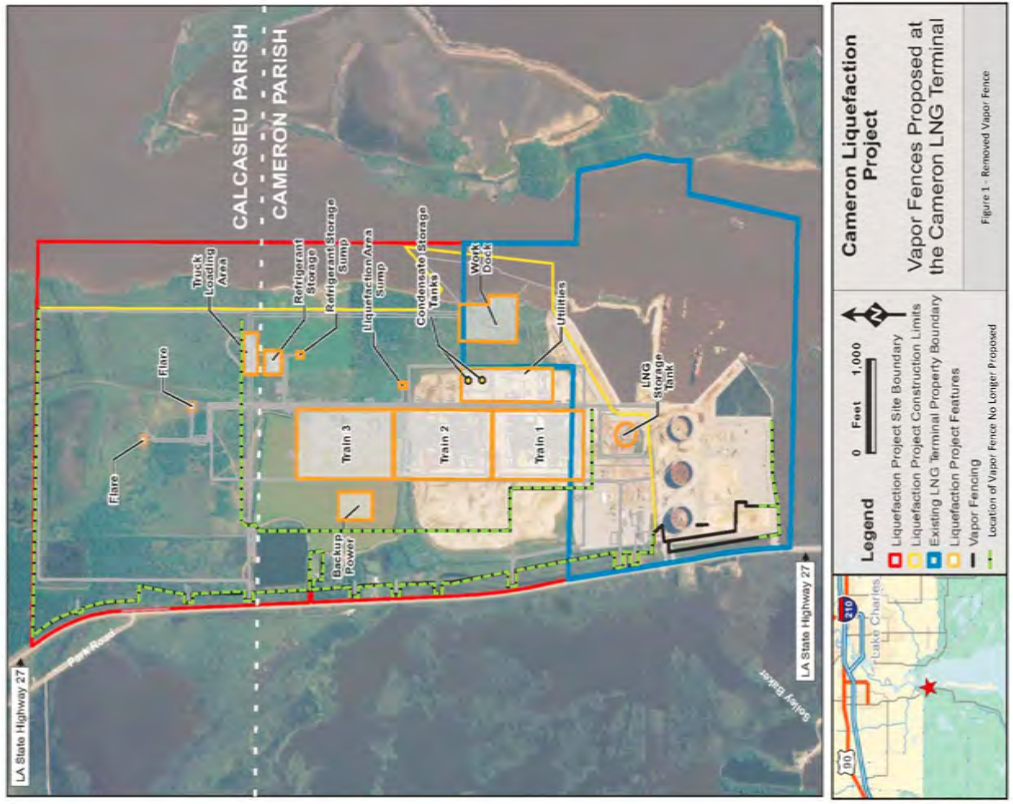 CALCASIEU PARISH
CAMERON PARISH
LA State Highway 27
Park Road
Flare
Flare
Truck
Loading
Area
Refrigerant
Storage
Refrigerant Storage
Sump
Liquefaction Area
Sump
Condensate Storage
Tanks
Work
Dock
Utilities
LNG
Storage
Tank
Train 3
Train 2
Train 1
Backup
Power
LA State Highway 27
Solley Baker
90
210
Lake Charles
Legend
0 Feet 1,000
N
Liquefaction Project Site Boundary
Liquefaction Project Construction Limits
Existing LNG Terminal Property Boundary
Liquefaction Project Features
Vapor Fencing
Location of Vapor Fence No Longer Proposed
Cameron Liquefaction
Project
Vapor Fences Proposed at
the Cameron LNG Terminal
Figure 1 - Removed Vapor Fence